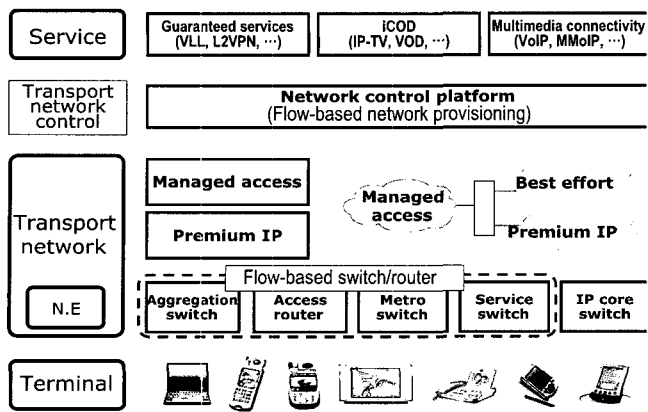 Service
Guaranteed services
(VLL, L2VPN, ···)
iCOD
(IP-TV, VOD, ···)
Multimedia connectivity
(VoIP, MMoIP, ···)
Transport
network
control
Network control platform
(Flow-based network provisioning)
Transport
network
N.E
Managed access
Premium IP
Managed
access
Best effort
Premium IP
Flow-based switch/router
Aggregation
switch
Access
router
Metro
switch
Service
switch
IP core
switch
Terminal